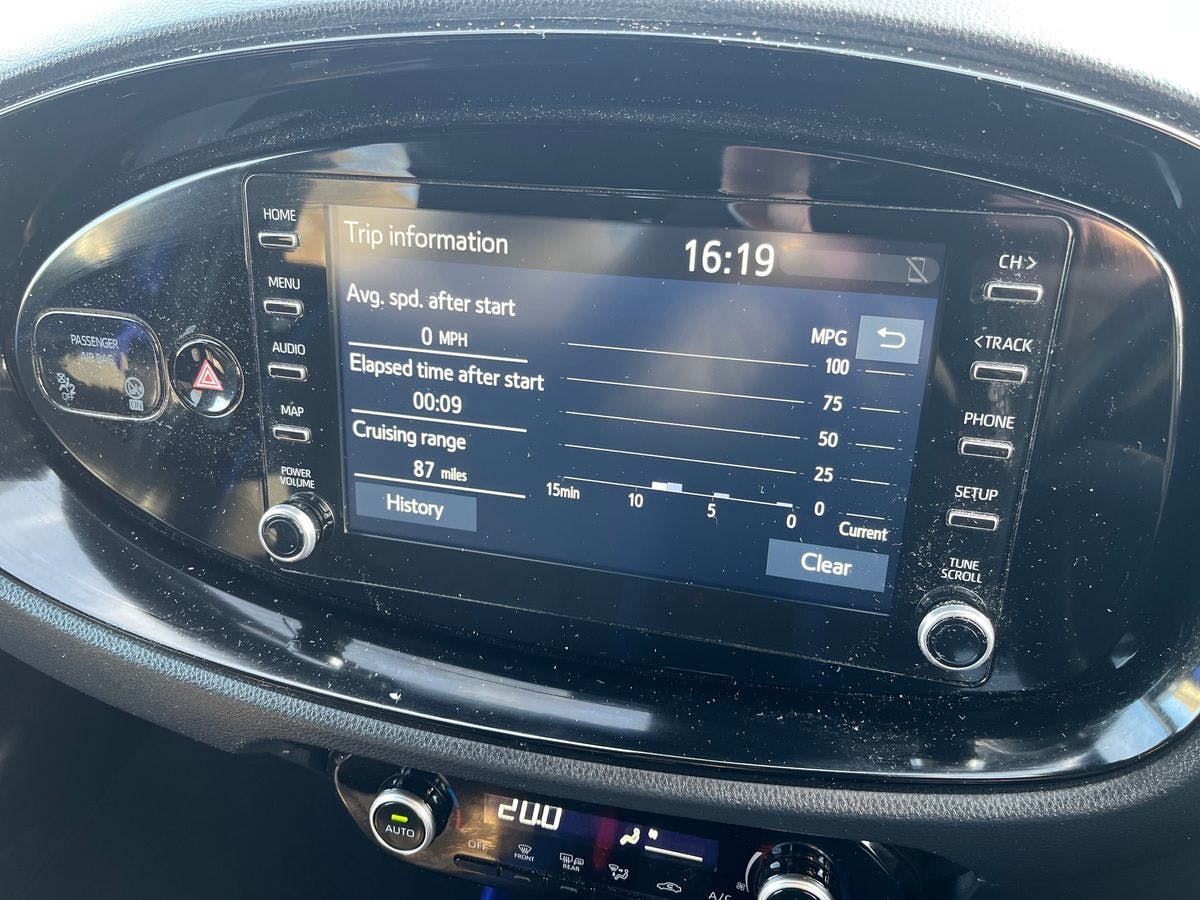 HOME
MENU
AUDIO
MAP
POWER
VOLUME
PASSENGER
AIR BAG
OFF
ON
Trip information
16:19
Avg. spd. after start
0 MPH
Elapsed time after start
00:09
Cruising range
87 miles
History
MPG
100
75
50
25
0
15min
10
5
0
Current
Clear
CH>
<TRACK
PHONE
SETUP
TUNE
SCROLL
AUTO
20.0
OFF
FRONT
REAR
A/C